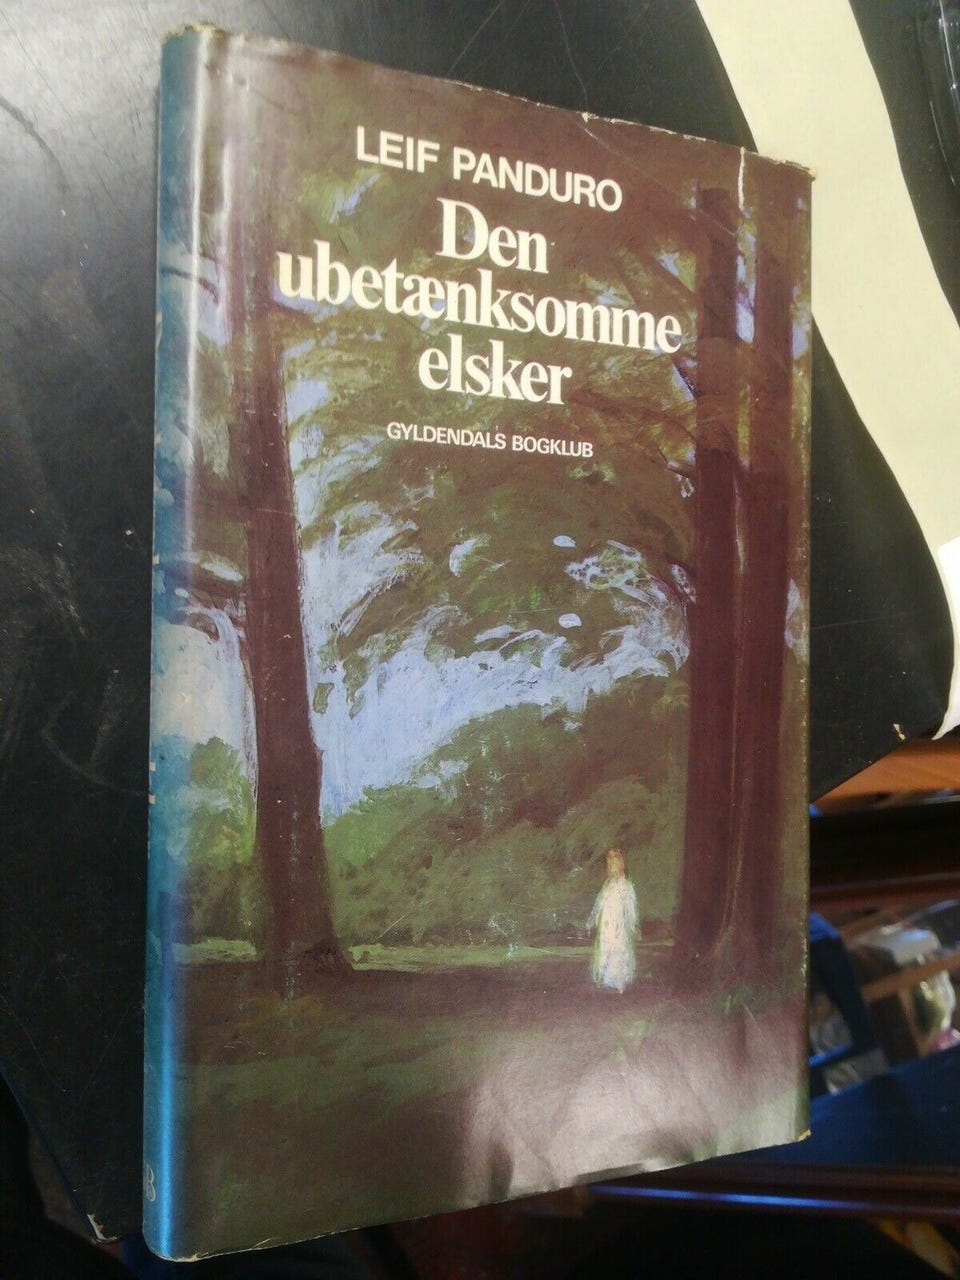 LEIF PANDURO
Den
ubetænksomme
elsker
GYLDENDALS BOGKLUB
B